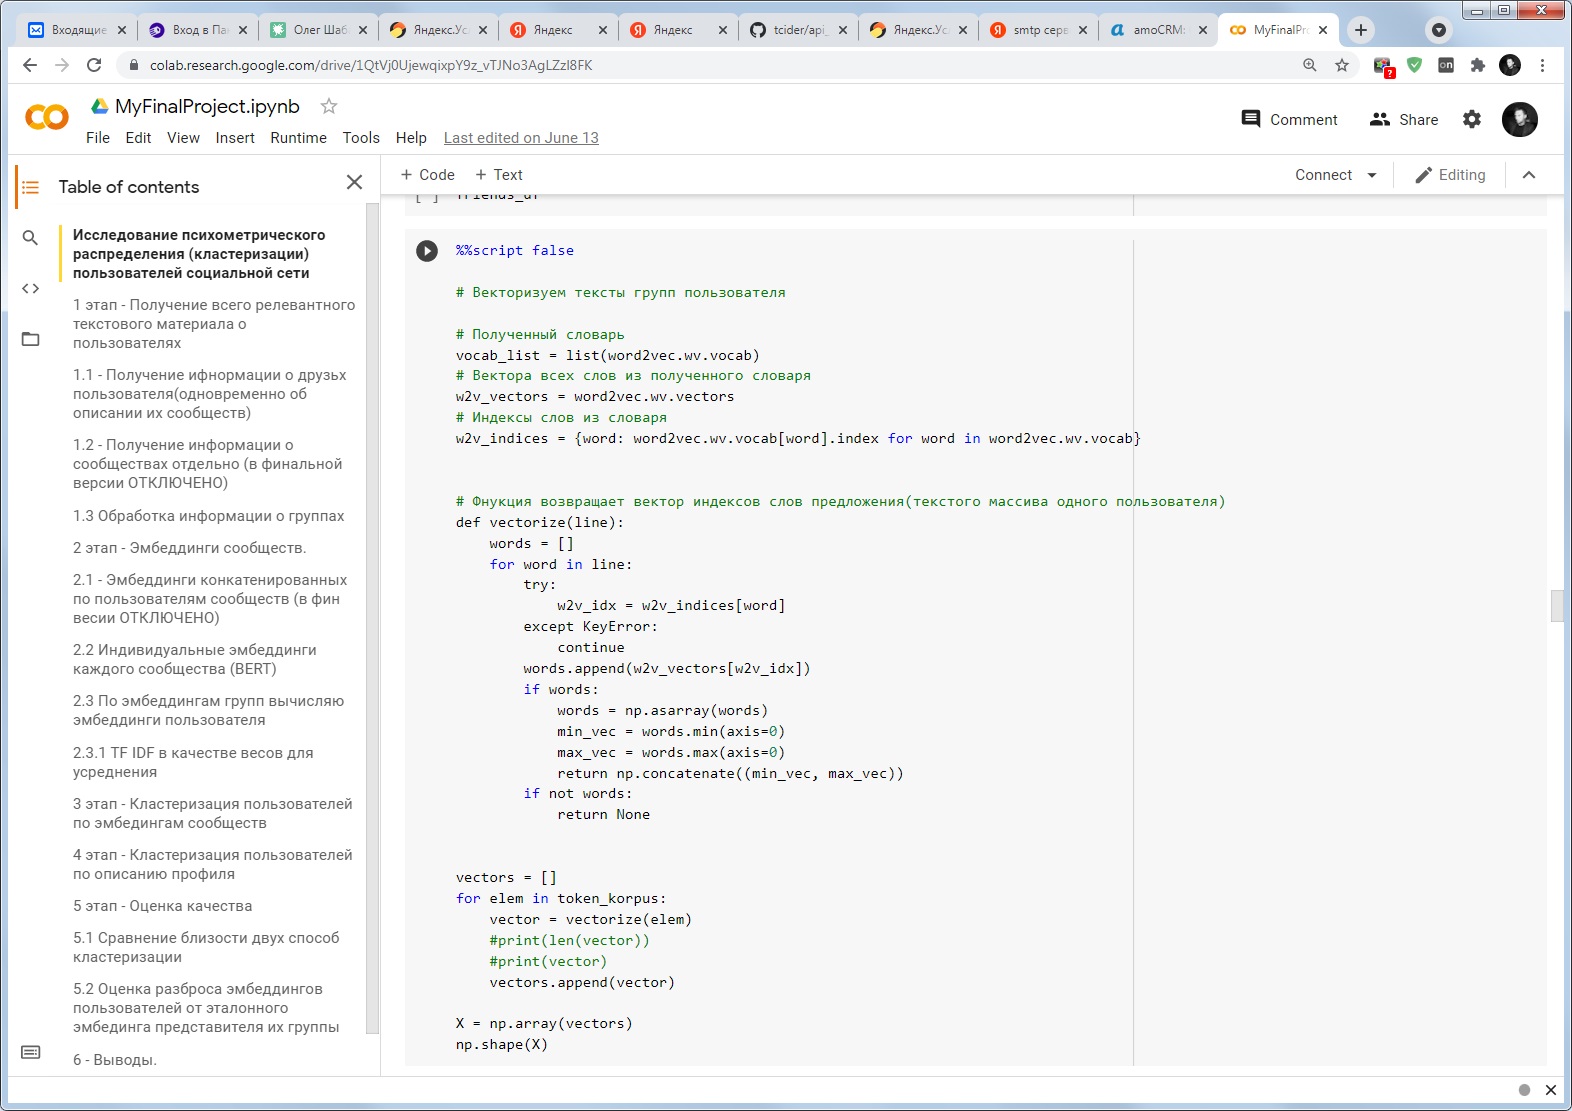 Входящие
Вход в Па
Олег Шаб
Яндекс.Ус
Яндекс
Яндекс
tcider/api_
Яндекс.Ус
smtp серв
amoCRM:
MyFinalPr
colab.research.google.com/drive/1QtVj0UjewqixpY9z_vTJNo3AgLZzI8FK
on
?
MyFinalProject.ipynb
File Edit View Insert Runtime Tools Help Last edited on June 13
Comment
Share
Table of contents
+ Code + Text
Connect
Editing
Исследование психометрического
распределения (кластеризации)
пользователей социальной сети
1 этап - Получение всего релевантного
текстового материала о
пользователях
1.1 - Получение ифнормации о друзьх
пользователя(одновременно об
описании их сообществ)
1.2 - Получение информации о
сообществах отдельно (в финальной
версии ОТКЛЮЧЕНО)
1.3 Обработка информации о группах
2 этап - Эмбеддинги сообществ.
2.1 - Эмбеддинги конкатенированных
по пользователям сообществ (в фин
весии ОТКЛЮЧЕНО)
2.2 Индивидуальные эмбеддинги
каждого сообщества (BERT)
2.3 По эмбеддингам групп вычисляю
эмбеддинги пользователя
2.3.1 TF IDF в качестве весов для
усреднения
3 этап - Кластеризация пользователей
по эмбедингам сообществ
4 этап - Кластеризация пользователей
по описанию профиля
5 этап - Оценка качества
5.1 Сравнение близости двух способ
кластеризации
5.2 Оценка разброса эмбеддингов
пользователей от эталонного
эмбединга представителя их группы
6 - Выводы.
[ ] friends_df
%%script false
# Векторизуем тексты групп пользователя
# Полученный словарь
vocab_list = list(word2vec.wv.vocab)
# Вектора всех слов из полученного словаря
w2v_vectors = word2vec.wv.vectors
# Индексы слов из словаря
w2v_indices = {word: word2vec.wv.vocab[word].index for word in word2vec.wv.vocab}
# Фнукция возвращает вектор индексов слов предложения(текстого массива одного пользователя)
def vectorize(line):
words = []
for word in line:
try:
w2v_idx = w2v_indices[word]
except KeyError:
continue
words.append(w2v_vectors[w2v_idx])
if words:
words = np.asarray(words)
min_vec = words.min(axis=0)
max_vec = words.max(axis=0)
return np.concatenate((min_vec, max_vec))
if not words:
return None
vectors = []
for elem in token_korpus:
vector = vectorize(elem)
#print(len(vector))
#print(vector)
vectors.append(vector)
X = np.array(vectors)
np.shape(X)